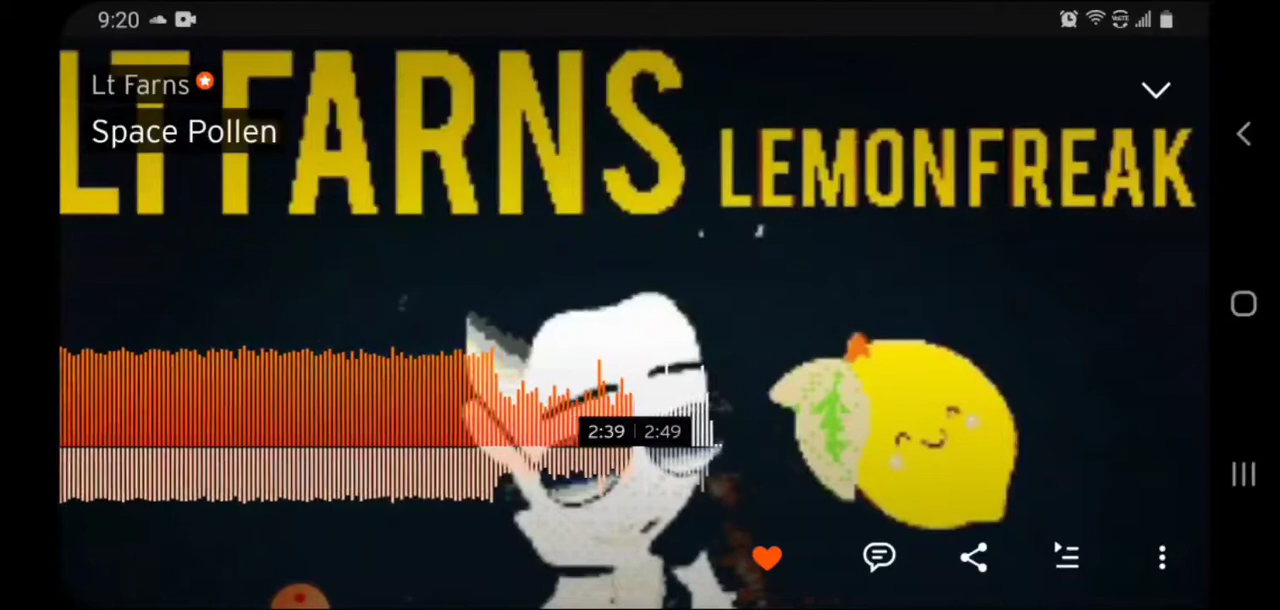 9:20
LT FARNS LEMONFREAK
Lt Farns
Space Pollen
2:39 | 2:49